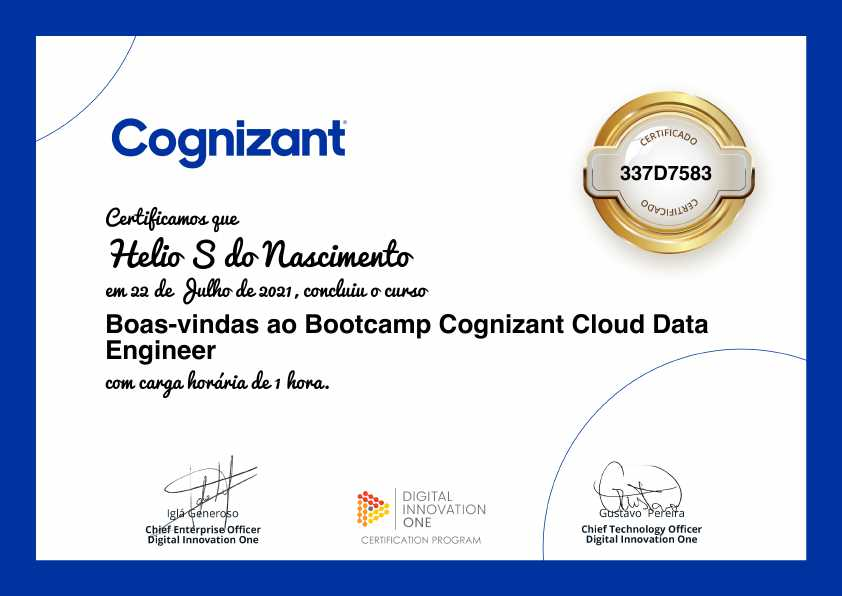 Cognizant
CERTIFICADO
337D7583
CERTIFICADO
Certificamos que
Helio S do Nascimento
em 22 de Julho de 2021, concluiu o curso
Boas-vindas ao Bootcamp Cognizant Cloud Data
Engineer
com carga horária de 1 hora.
Iglá Generoso
Chief Enterprise Officer
Digital Innovation One
DIGITAL
INNOVATION
ONE
CERTIFICATION PROGRAM
Gustavo Pereira
Chief Technology Officer
Digital Innovation One